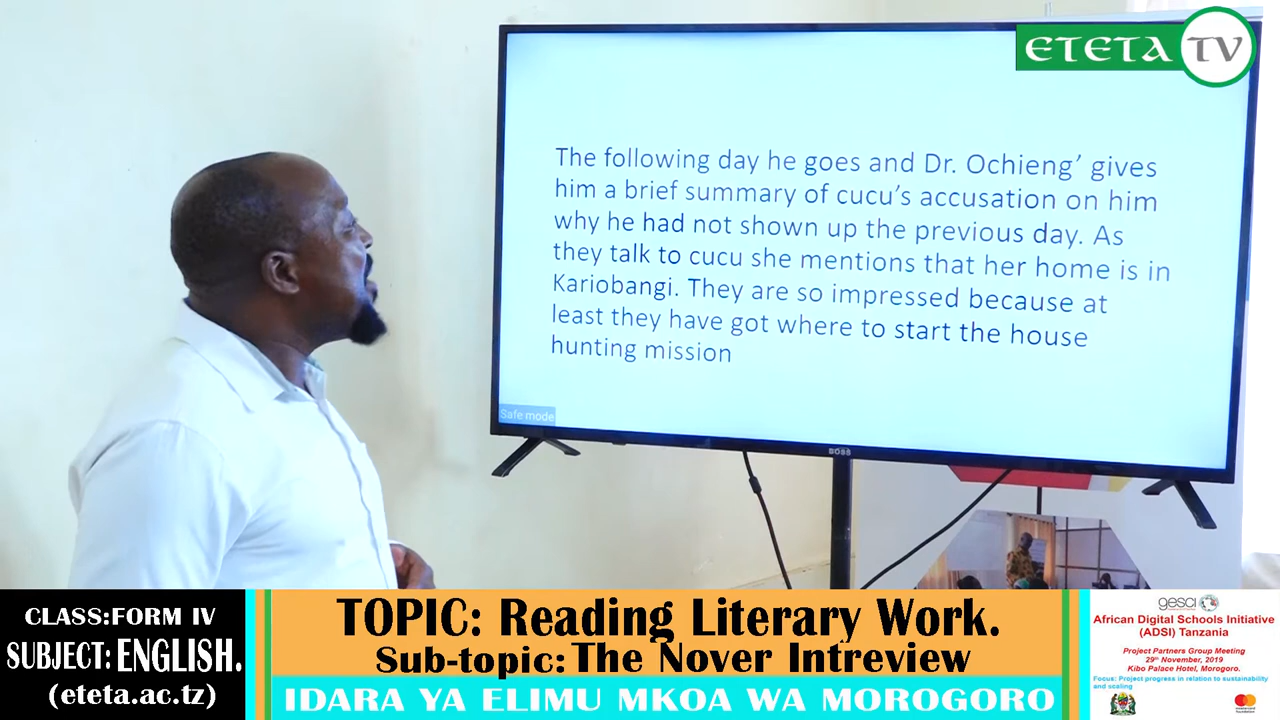 ETETA TV
The following day he goes and Dr. Ochieng’ gives
him a brief summary of cucu’s accusation on him
why he had not shown up the previous day. As
they talk to cucu she mentions that her home is in
Kariobangi. They are so impressed because at
least they have got where to start the house
hunting mission
Safe mode
BOSS
CLASS:FORM IV
SUBJECT: ENGLISH.
(eteta.ac.tz)
TOPIC: Reading Literary Work.
Sub-topic: The Nover Intreview
IDARA YA ELIMU MKOA WA MOROGORO
gesci
African Digital Schools Initiative
(ADSI) Tanzania
Project Partners Group Meeting
29th November, 2019
Kibo Palace Hotel, Morogoro.
Focus: Project progress in relation to sustainability
and scaling
mastercard
foundation